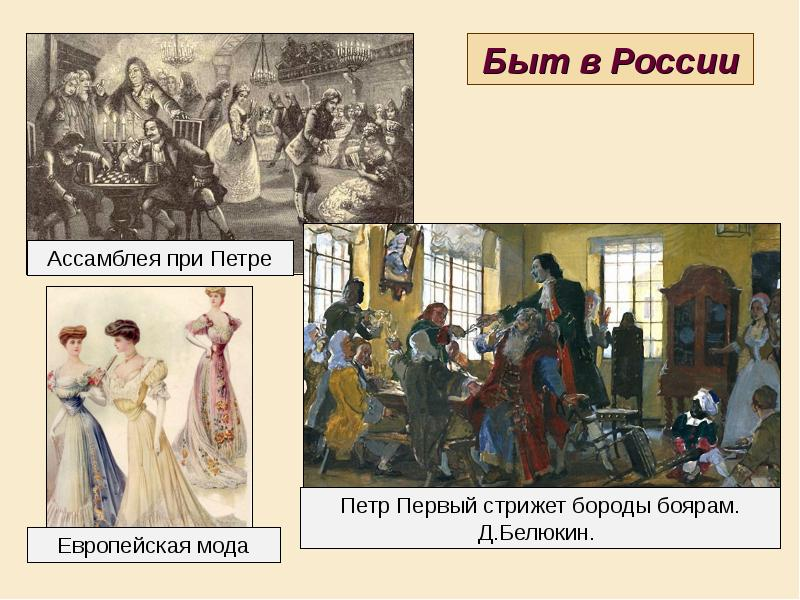 Быт в России
Ассамблея при Петре
Петр Первый стрижет бороды боярам.
Д.Белюкин.
Европейская мода